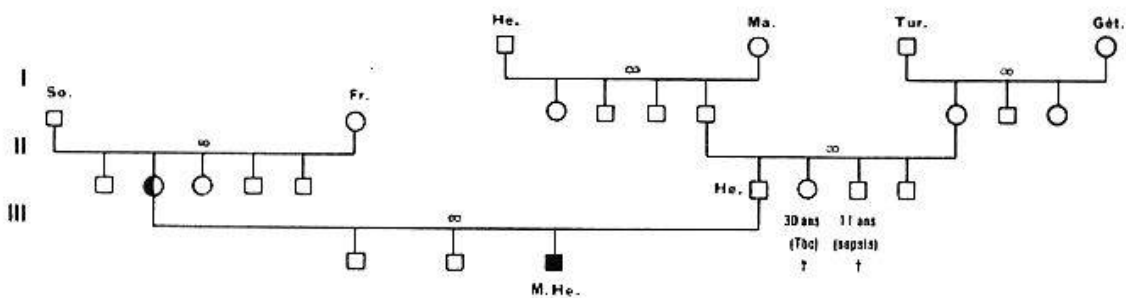 He.
Ma.
Tur.
Gét.
I
So.
Fr.
II
He.
III
30 ans
(Tbc)
11 ans
(sepsis)
†
M. He.